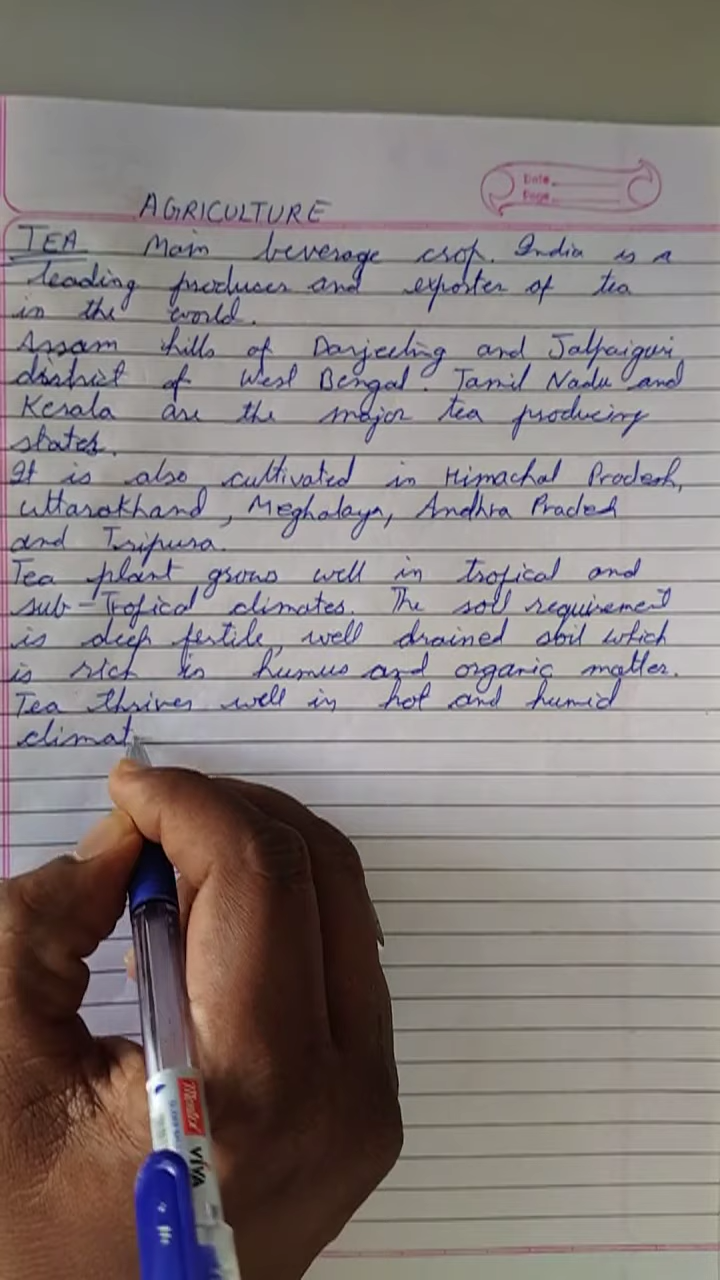 Date
Page
AGRICULTURE
TEA Main beverage crop. India is a
leading producer and exporter of tea
in the world.
Assam hills of Darjeeling and Jalpaiguri
district of West Bengal. Tamil Nadu and
Kerala are the major tea producing
states.
It is also cultivated in Himachal Pradesh,
Uttarakhand, Meghalaya, Andhra Pradesh
and Tripura.
Tea plant grows well in tropical and
sub-Tropical climates. The soil requirement
is deep fertile, well drained soil which
is rich in humus and organic matter.
Tea thrives well in hot and humid
climat
Montex
VIVA